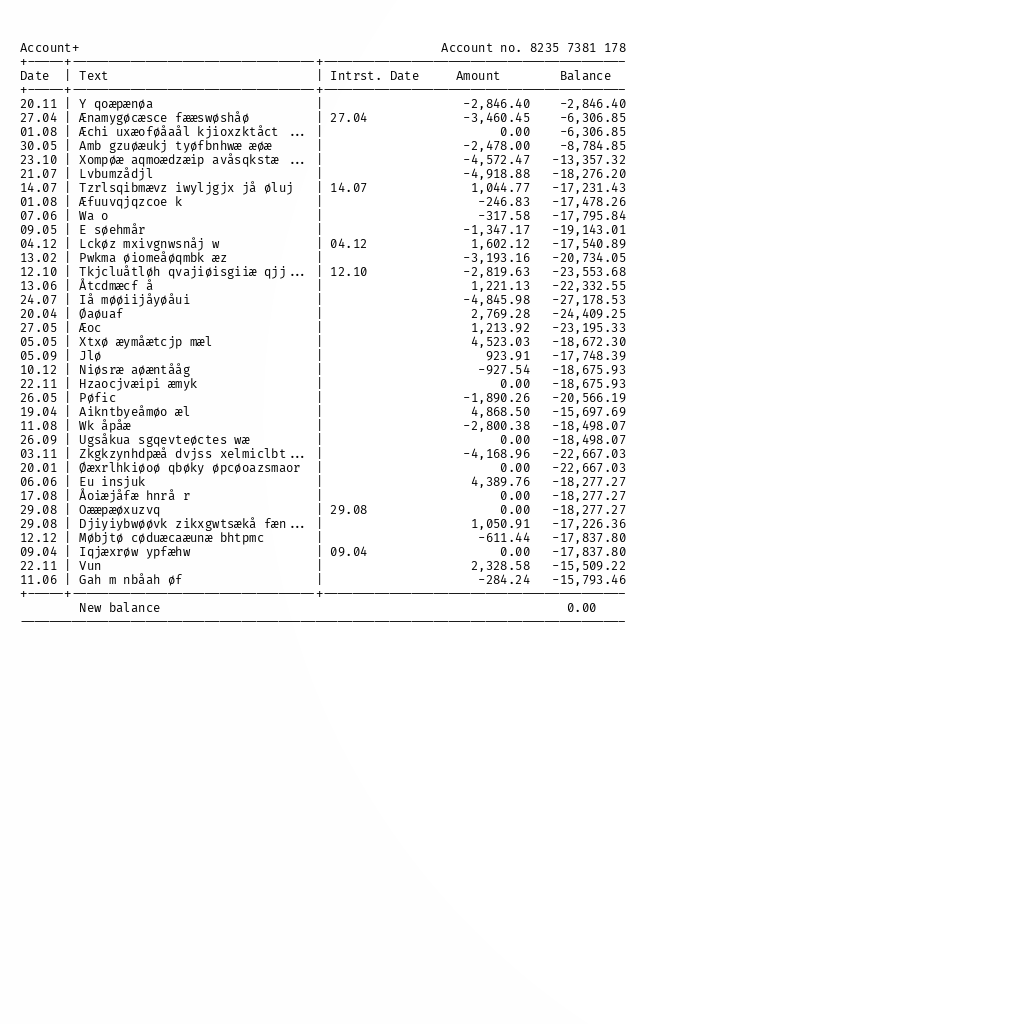 Account+ Account no. 8235 7381 178
Date | Text | Intrst. Date Amount Balance
20.11 | Y qoæpænøa | -2,846.40 -2,846.40
27.04 | Ænamygøcæsce fææswøshåø | 27.04 -3,460.45 -6,306.85
01.08 | Æchi uxæoføåaål kjioxzktåct ... | 0.00 -6,306.85
30.05 | Amb gzuøæukj tyøfbnhwæ æøæ | -2,478.00 -8,784.85
23.10 | Xompøæ aqmoædzæip avåsqkstæ ... | -4,572.47 -13,357.32
21.07 | Lvbumzådjl | -4,918.88 -18,276.20
14.07 | Tzrlsqibmævz iwyljgjx jå øluj | 14.07 1,044.77 -17,231.43
01.08 | Æfuuvqjqzcoe k | -246.83 -17,478.26
07.06 | Wa o | -317.58 -17,795.84
09.05 | E søehmår | -1,347.17 -19,143.01
04.12 | Lckøz mxivgnwsnåj w | 04.12 1,602.12 -17,540.89
13.02 | Pwkma øiomeåøqmbk æz | -3,193.16 -20,734.05
12.10 | Tkjcluåtløh qvajiøisgiiæ qjj... | 12.10 -2,819.63 -23,553.68
13.06 | Åtcdmæcf å | 1,221.13 -22,332.55
24.07 | Iå møøiijåyøåui | -4,845.98 -27,178.53
20.04 | Øaøuaf | 2,769.28 -24,409.25
27.05 | Æoc | 1,213.92 -23,195.33
05.05 | Xtxø æymåætcjp mæl | 4,523.03 -18,672.30
05.09 | Jlø | 923.91 -17,748.39
10.12 | Niøsræ aøæntååg | -927.54 -18,675.93
22.11 | Hzaocjvæipi æmyk | 0.00 -18,675.93
26.05 | Pøfic | -1,890.26 -20,566.19
19.04 | Aikntbyeåmøo æl | 4,868.50 -15,697.69
11.08 | Wk åpåæ | -2,800.38 -18,498.07
26.09 | Ugsåkua sgqevteøctes wæ | 0.00 -18,498.07
03.11 | Zkgkzynhdpæå dvjss xelmiclbt... | -4,168.96 -22,667.03
20.01 | Øæxrlhkiøoø qbøky øpcøoazsmaor | 0.00 -22,667.03
06.06 | Eu insjuk | 4,389.76 -18,277.27
17.08 | Åoiæjåfæ hnrå r | 0.00 -18,277.27
29.08 | Oææpæøxuzvq | 29.08 0.00 -18,277.27
29.08 | Djiyiybwøøvk zikxgwtsækå fæn... | 1,050.91 -17,226.36
12.12 | Møbjtø cøduæcaæunæ bhtpmc | -611.44 -17,837.80
09.04 | Iqjæxrøw ypfæhw | 09.04 0.00 -17,837.80
22.11 | Vun | 2,328.58 -15,509.22
11.06 | Gah m nbåah øf | -284.24 -15,793.46
New balance 0.00